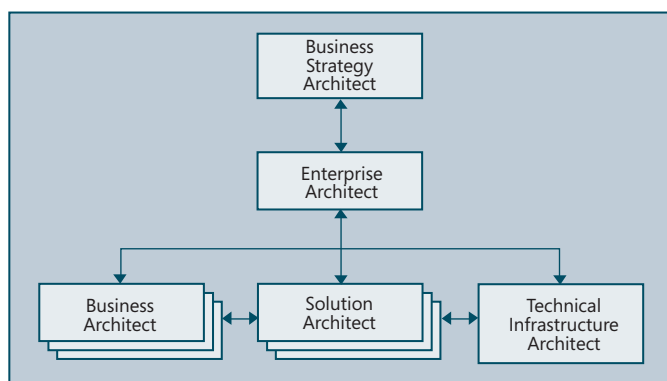 Business
Strategy
Architect
Enterprise
Architect
Business
Architect
Solution
Architect
Technical
Infrastructure
Architect